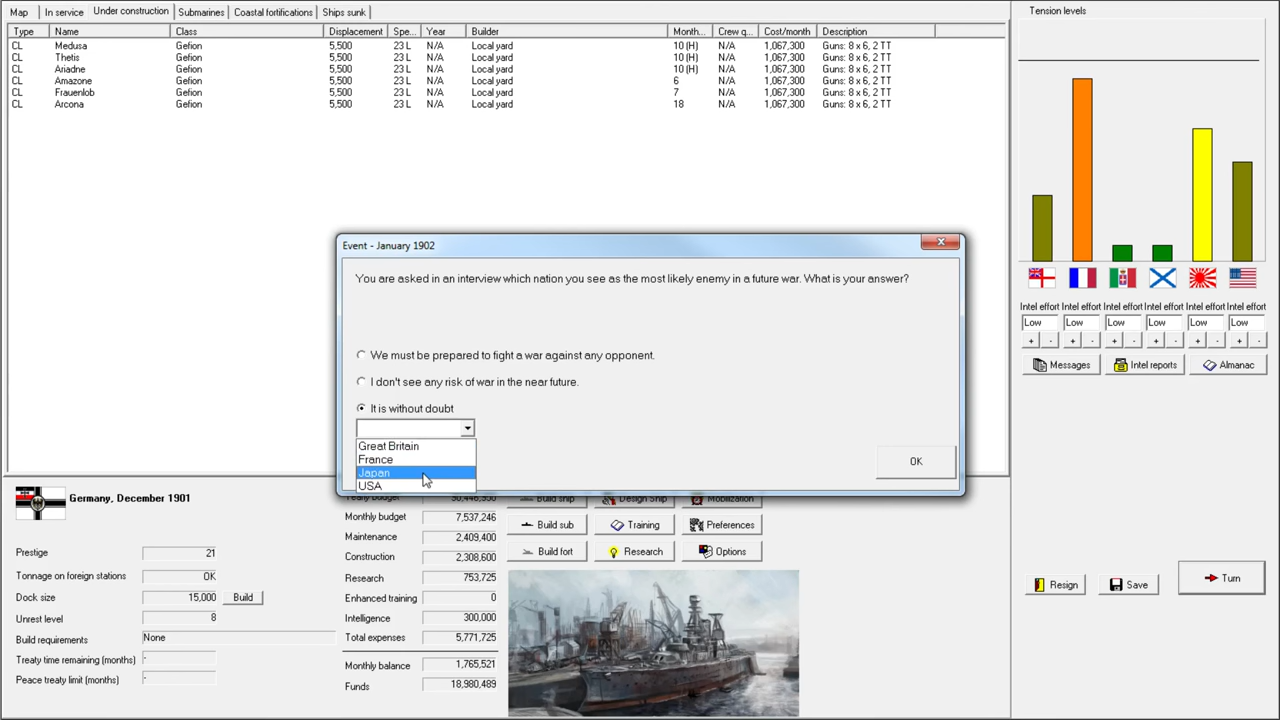 Map In service Under construction Submarines Coastal fortifications Ships sunk
Type Name Class Displacement Spe... Year Builder Month... Crew q... Cost/month Description
CL Medusa Gefion 5,500 23 L N/A Local yard 10 (H) N/A 1,067,300 Guns: 8 x 6, 2 TT
CL Thetis Gefion 5,500 23 L N/A Local yard 10 (H) N/A 1,067,300 Guns: 8 x 6, 2 TT
CL Ariadne Gefion 5,500 23 L N/A Local yard 10 (H) N/A 1,067,300 Guns: 8 x 6, 2 TT
CL Amazone Gefion 5,500 23 L N/A Local yard 6 N/A 1,067,300 Guns: 8 x 6, 2 TT
CL Frauenlob Gefion 5,500 23 L N/A Local yard 7 N/A 1,067,300 Guns: 8 x 6, 2 TT
CL Arcona Gefion 5,500 23 L N/A Local yard 18 N/A 1,067,300 Guns: 8 x 6, 2 TT
Tension levels
Intel effort Intel effort Intel effort Intel effort Intel effort Intel effort
Low Low Low Low Low Low
+ - + - + - + - + - + -
Messages Intel reports Almanac
Event - January 1902
You are asked in an interview which nation you see as the most likely enemy in a future war. What is your answer?
We must be prepared to fight a war against any opponent.
I don't see any risk of war in the near future.
It is without doubt
Great Britain
France
Japan
USA
OK
Germany, December 1901
Prestige 21
Tonnage on foreign stations OK
Dock size 15,000 Build
Unrest level 8
Build requirements None
Treaty time remaining (months) -
Peace treaty limit (months) -
Monthly budget 7,537,246
Maintenance 2,409,400
Construction 2,308,600
Research 753,725
Enhanced training 0
Intelligence 300,000
Total expenses 5,771,725
Monthly balance 1,765,521
Funds 18,980,489
Build ship Design Ship Mobilization
Build sub Training Preferences
Build fort Research Options
Resign Save Turn